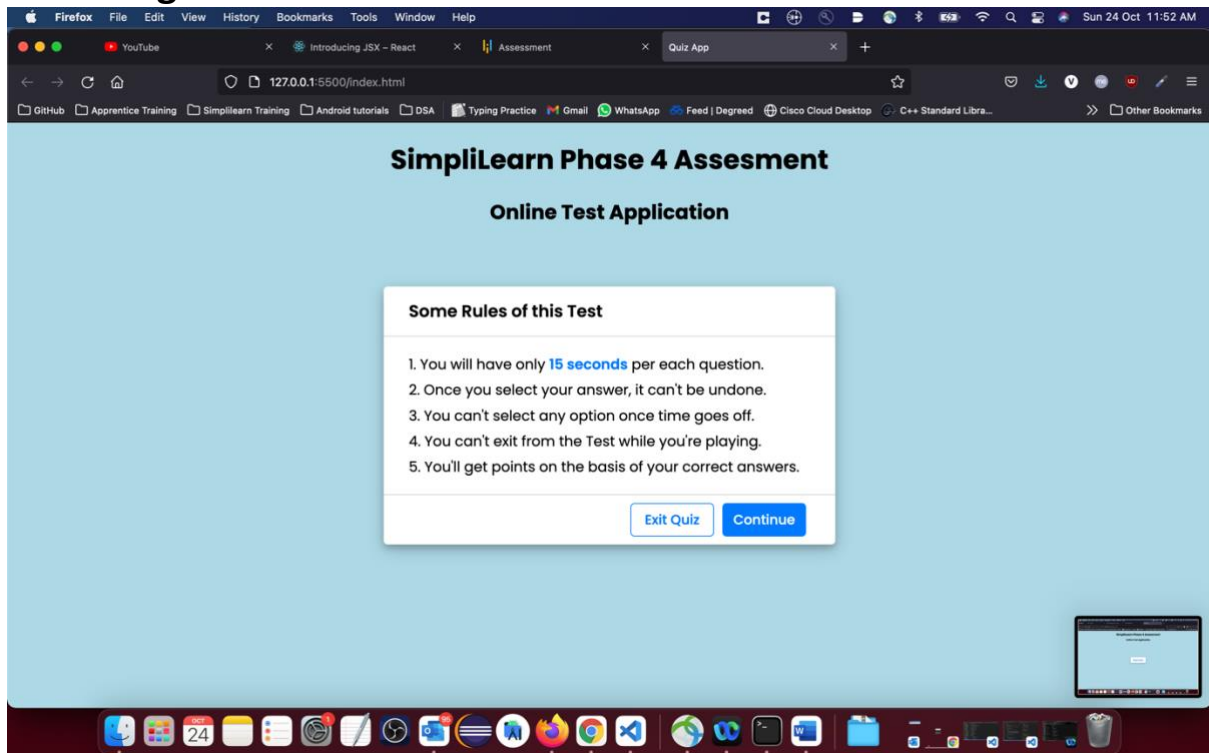 Firefox File Edit View History Bookmarks Tools Window Help Sun 24 Oct 11:52 AM
YouTube Introducing JSX – React Assessment Quiz App
127.0.0.1:5500/index.html
GitHub Apprentice Training Simplilearn Training Android tutorials DSA Typing Practice Gmail WhatsApp Feed | Degreed Cisco Cloud Desktop C++ Standard Libra... Other Bookmarks
SimpliLearn Phase 4 Assesment
Online Test Application
Some Rules of this Test
1. You will have only 15 seconds per each question.
2. Once you select your answer, it can't be undone.
3. You can't select any option once time goes off.
4. You can't exit from the Test while you're playing.
5. You'll get points on the basis of your correct answers.
Exit Quiz Continue
OCT
24